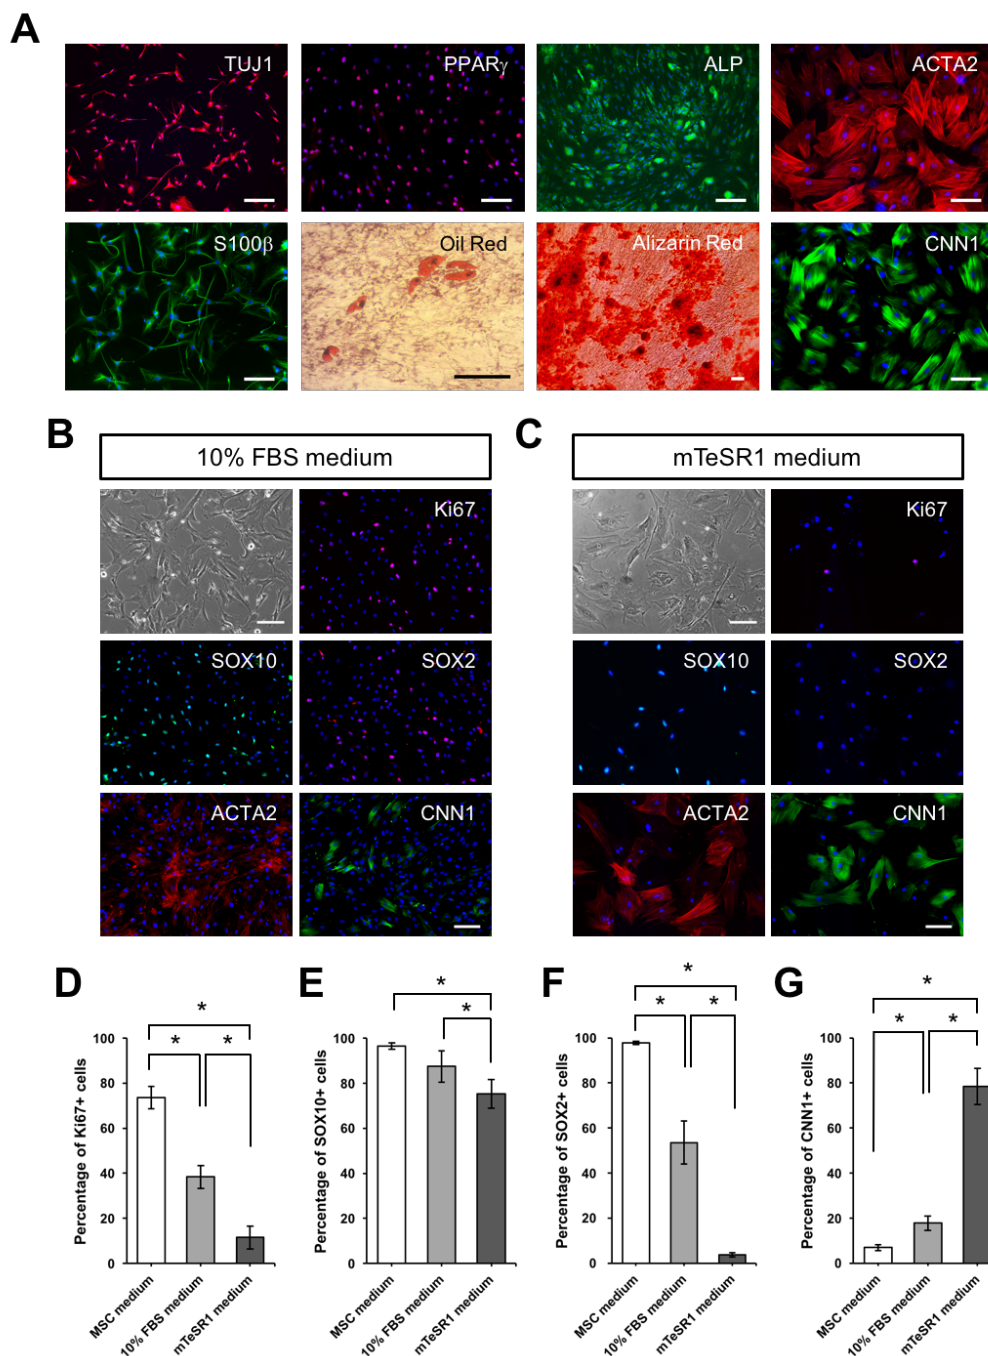 A
TUJ1
PPARγ
ALP
ACTA2
S100β
Oil Red
Alizarin Red
CNN1
B
10% FBS medium
Ki67
SOX10
SOX2
ACTA2
CNN1
C
mTeSR1 medium
Ki67
SOX10
SOX2
ACTA2
CNN1
D
*
* *
Percentage of Ki67+ cells
100
80
60
40
20
0
MSC medium
10% FBS medium
mTeSR1 medium
E
*
*
Percentage of SOX10+ cells
100
80
60
40
20
0
MSC medium
10% FBS medium
mTeSR1 medium
F
*
* *
Percentage of SOX2+ cells
100
80
60
40
20
0
MSC medium
10% FBS medium
mTeSR1 medium
G
*
* *
Percentage of CNN1+ cells
100
80
60
40
20
0
MSC medium
10% FBS medium
mTeSR1 medium